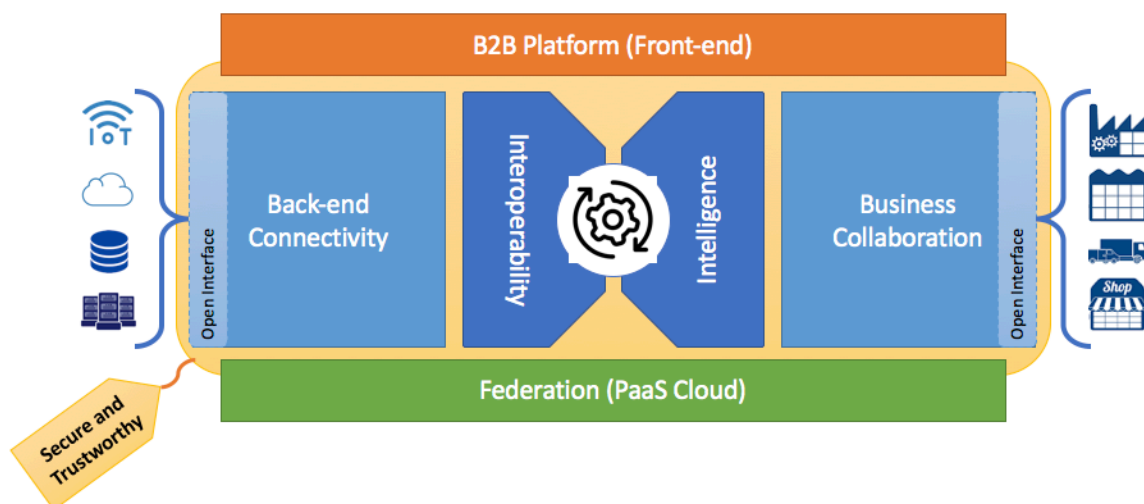 B2B Platform (Front-end)
IoT
Open Interface
Back-end
Connectivity
Interoperability
Intelligence
Business
Collaboration
Open Interface
Shop
Federation (PaaS Cloud)
Secure and
Trustworthy